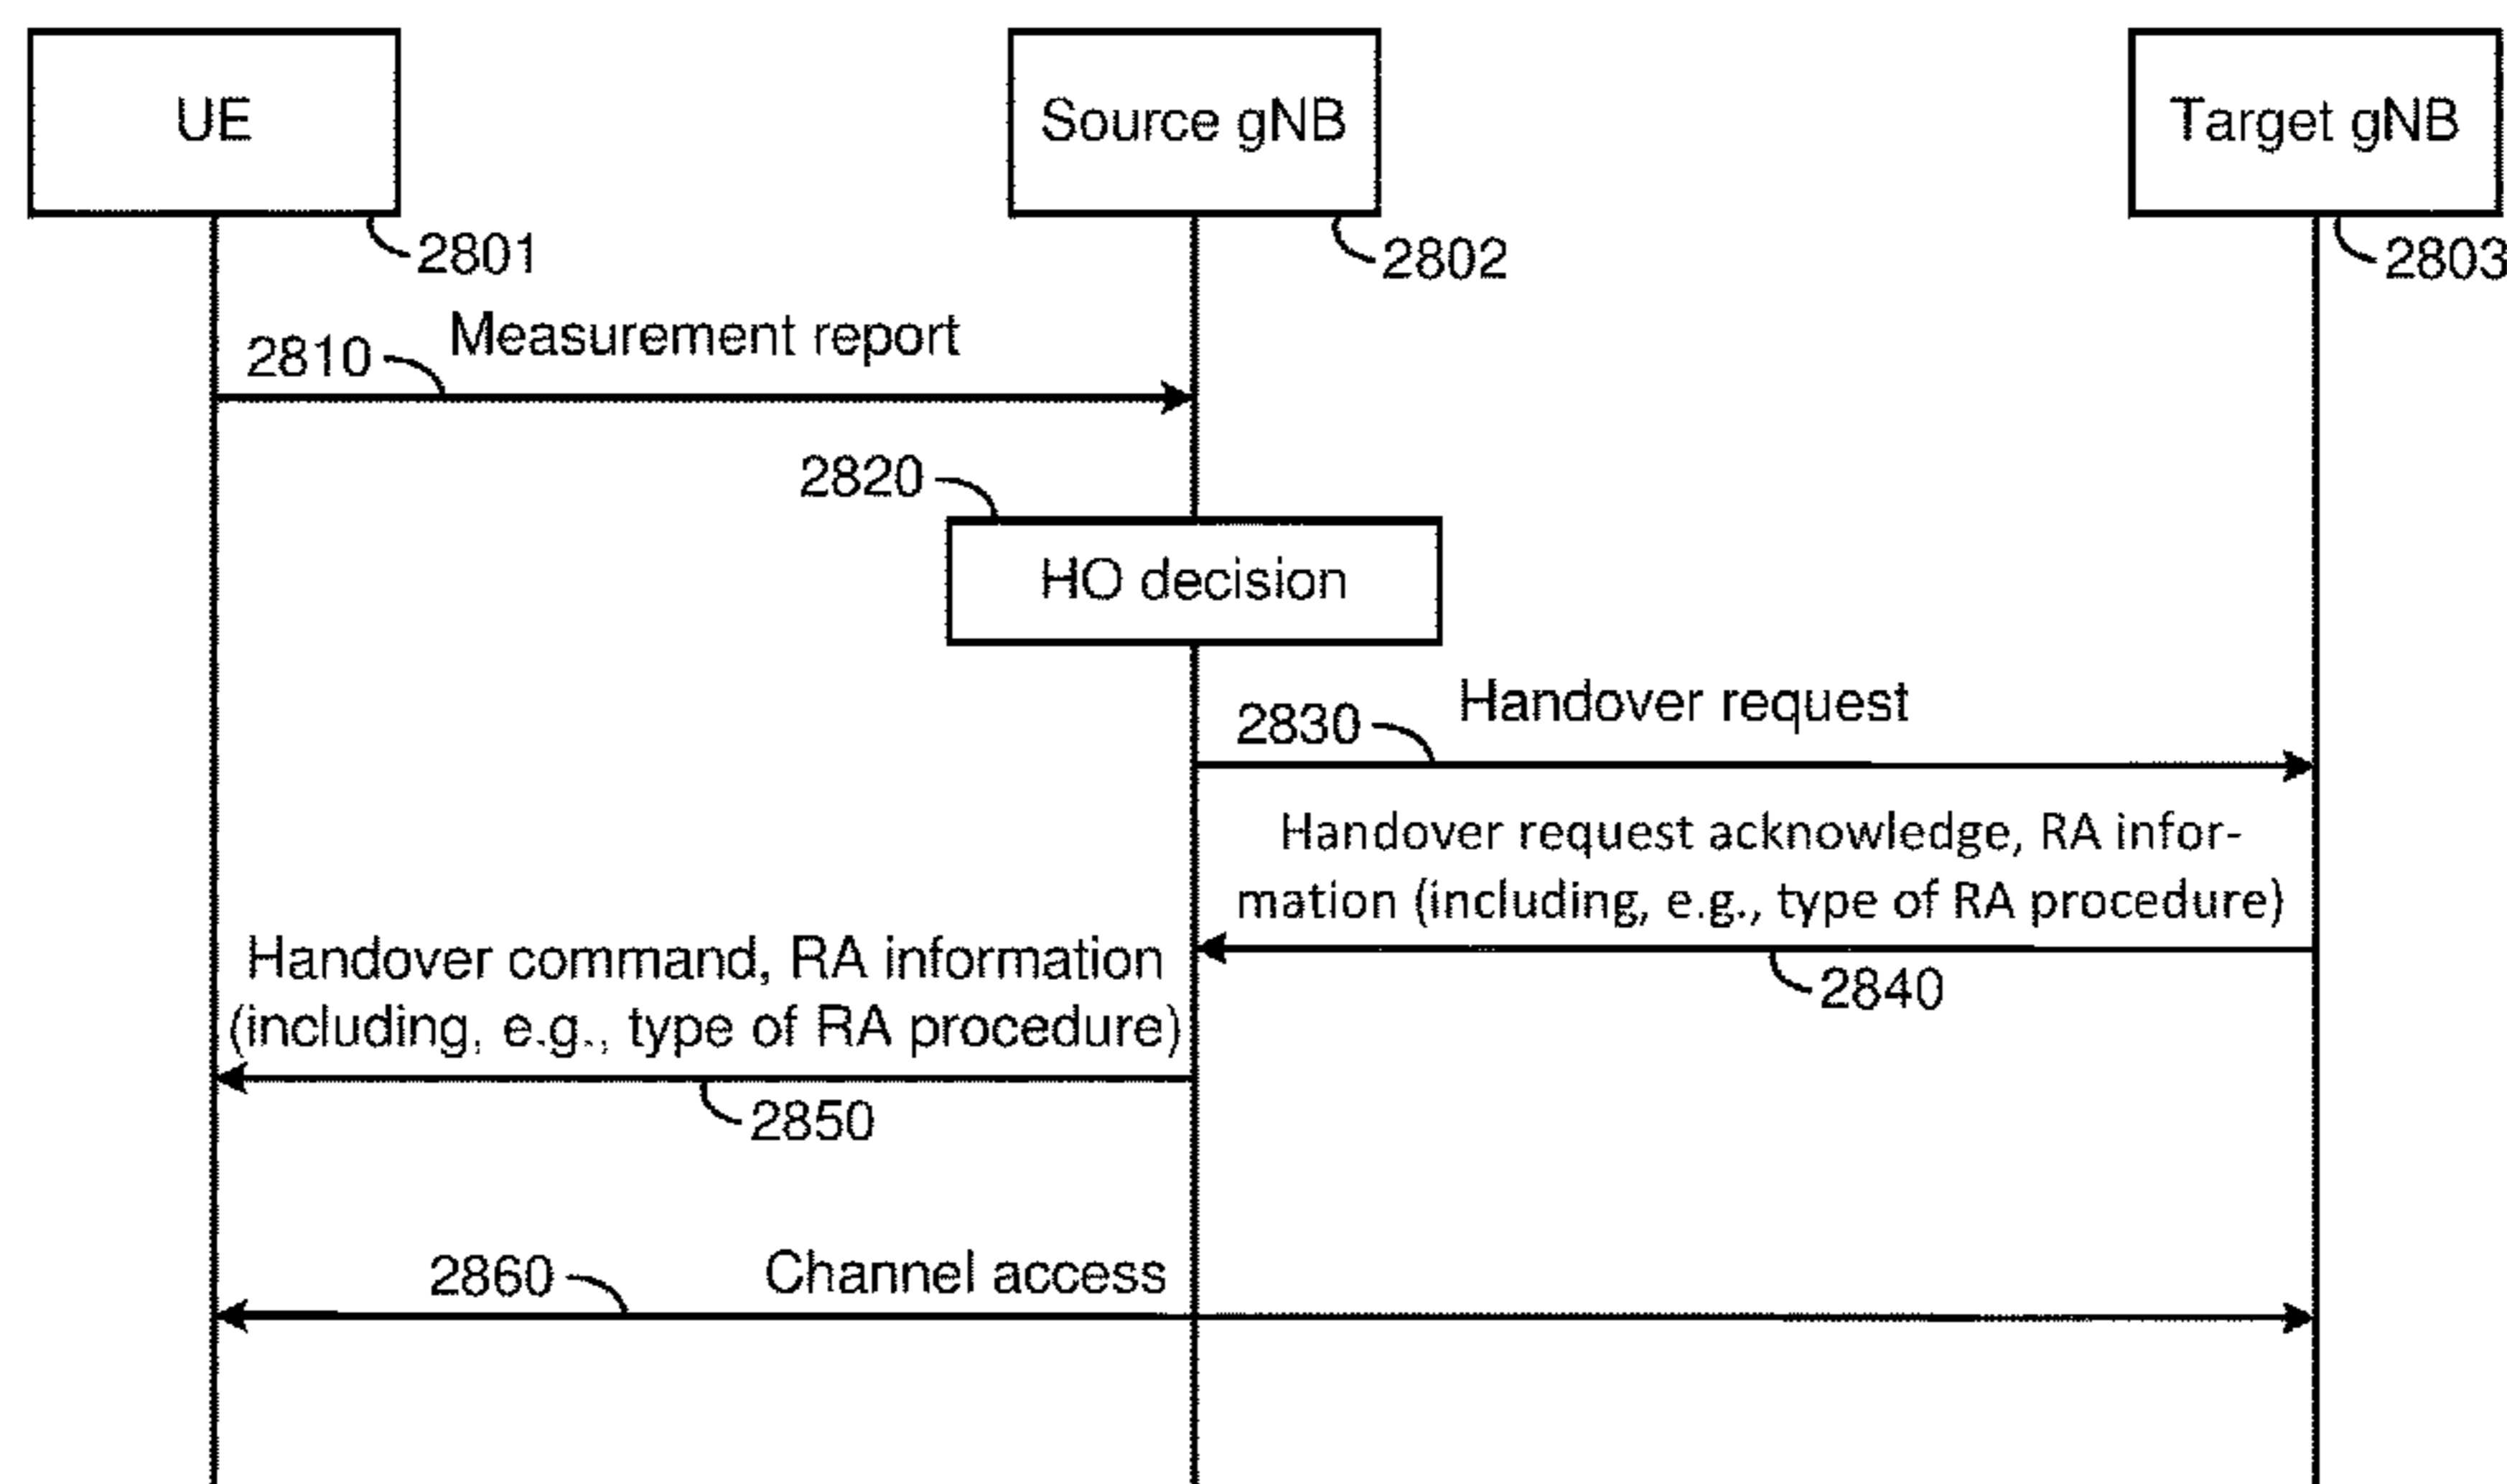 UE
Source gNB
Target gNB
2801
2802
2803
Measurement report
2810
2820
HO decision
Handover request
2830
Handover request acknowledge, RA infor-
mation (including, e.g., type of RA procedure)
2840
Handover command, RA information
(including, e.g., type of RA procedure)
2850
Channel access
2860